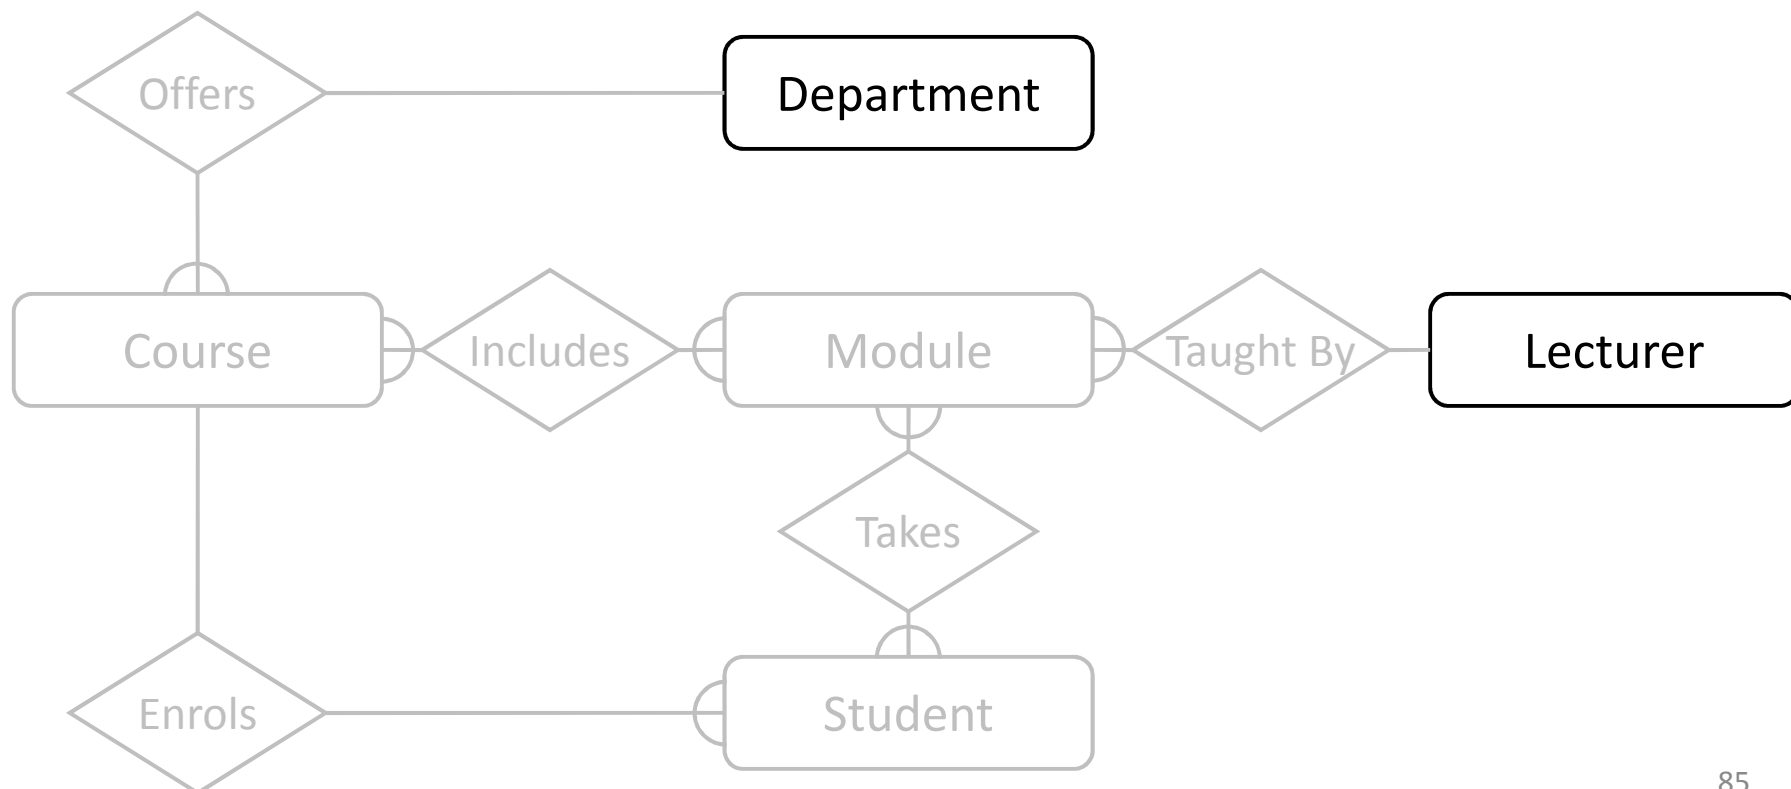 Offers
Department
Course
Includes
Module
Taught By
Lecturer
Takes
Enrols
Student
85